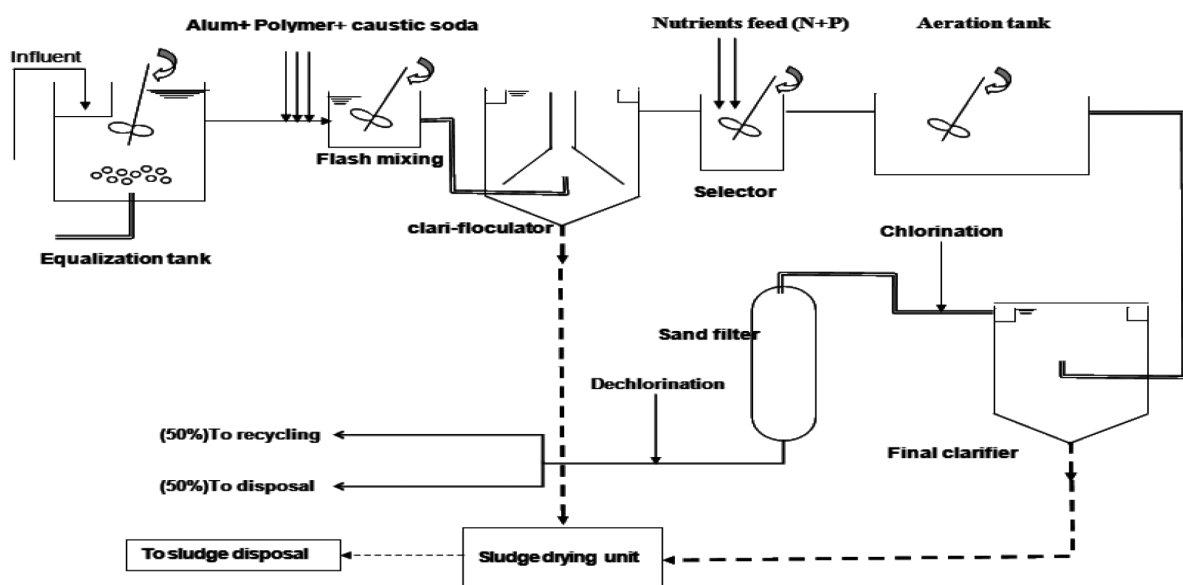 Alum+ Polymer+ caustic soda
Nutrients feed (N+P)
Aeration tank
Influent
Flash mixing
Selector
clari-floculator
Equalization tank
Chlorination
Sand filter
Dechlorination
(50%)To recycling
Final clarifier
(50%)To disposal
To sludge disposal
Sludge drying unit